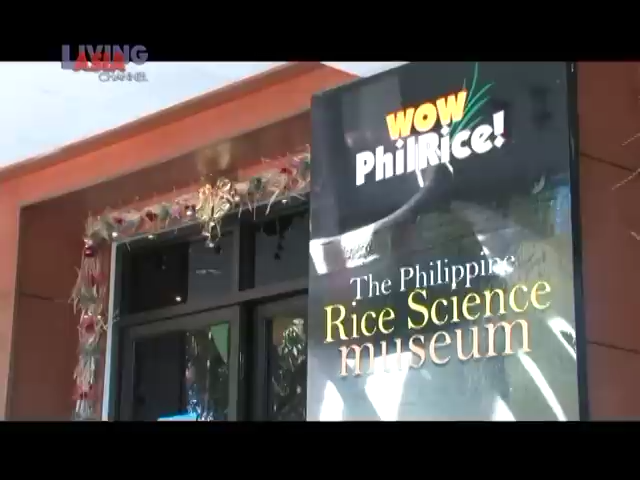 LIVING
ASIA
CHANNEL
WOW
PhilRice!
The Philippine
Rice Science
museum